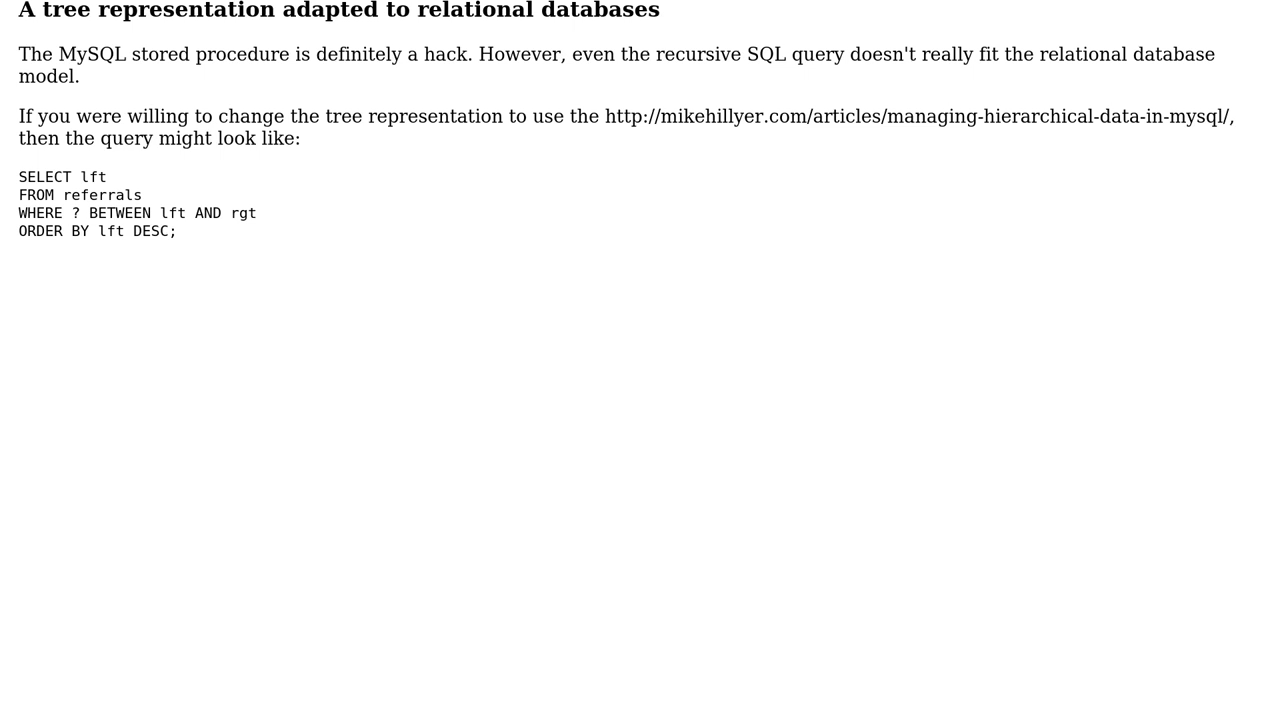 A tree representation adapted to relational databases
The MySQL stored procedure is definitely a hack. However, even the recursive SQL query doesn't really fit the relational database
model.
If you were willing to change the tree representation to use the http://mikehillyer.com/articles/managing-hierarchical-data-in-mysql/,
then the query might look like:
SELECT lft
FROM referrals
WHERE ? BETWEEN lft AND rgt
ORDER BY lft DESC;